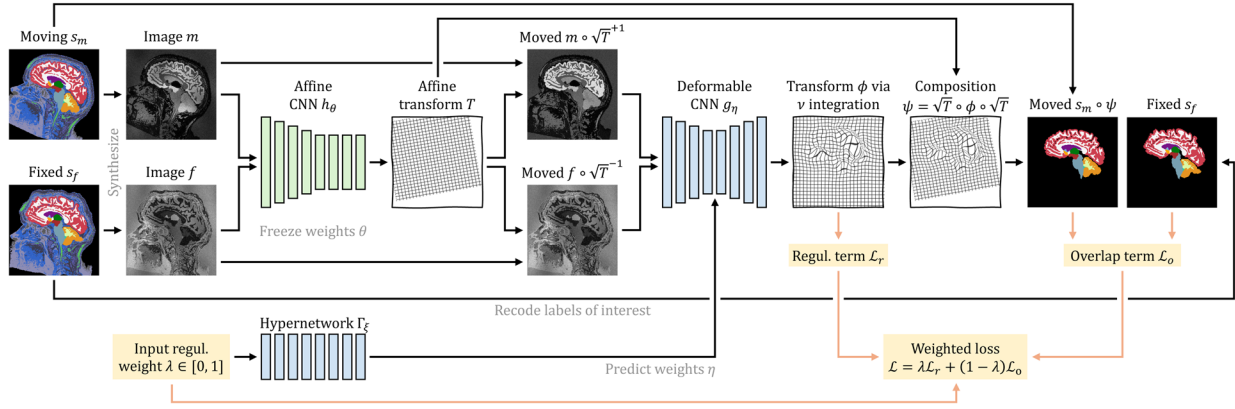 Moving s_m
Image m
Moved m ∘ √T⁺¹
Affine
CNN h_θ
Affine
transform T
Deformable
CNN g_η
Transform ϕ via
v integration
Composition
ψ = √T ∘ ϕ ∘ √T
Moved s_m ∘ ψ
Fixed s_f
Synthesize
Fixed s_f
Image f
Moved f ∘ √T⁻¹
Freeze weights θ
Regul. term ℒ_r
Overlap term ℒ_o
Recode labels of interest
Hypernetwork Γ_ξ
Input regul.
weight λ ∈ [0, 1]
Predict weights η
Weighted loss
ℒ = λℒ_r + (1 − λ)ℒ_o